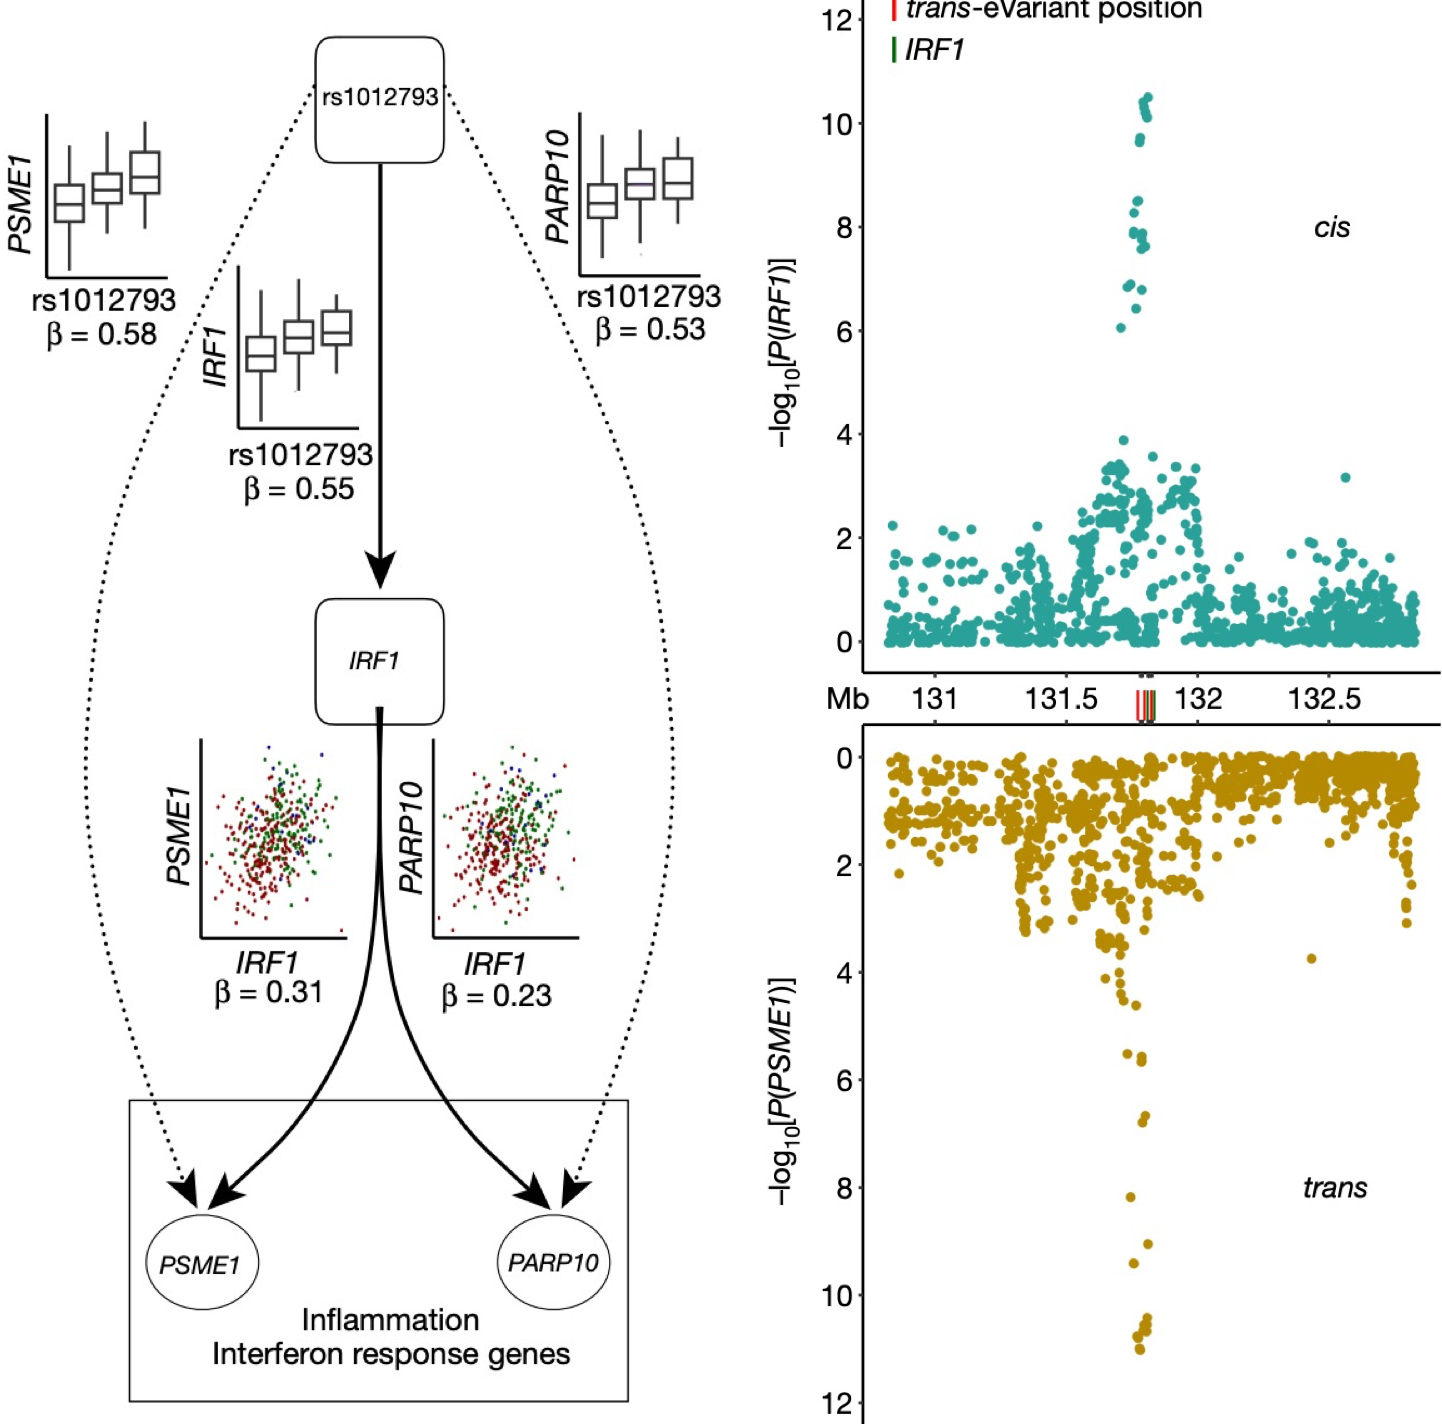 rs1012793
PSME1
rs1012793
β = 0.58
PARP10
rs1012793
β = 0.53
IRF1
rs1012793
β = 0.55
IRF1
PSME1
IRF1
β = 0.31
PARP10
IRF1
β = 0.23
PSME1
PARP10
Inflammation
Interferon response genes
trans-eVariant position
IRF1
12
10
8
6
4
2
0
–log10[P(IRF1)]
cis
Mb 131 131.5 132 132.5
0
2
4
6
8
10
12
–log10[P(PSME1)]
trans